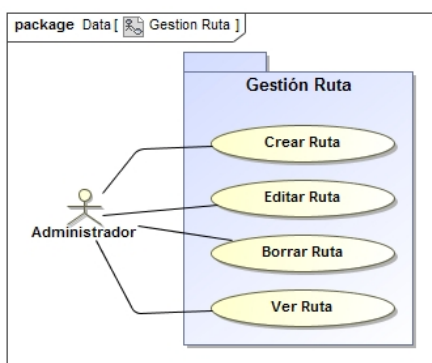 package Data [ Gestion Ruta ]
Gestión Ruta
Crear Ruta
Editar Ruta
Administrador
Borrar Ruta
Ver Ruta